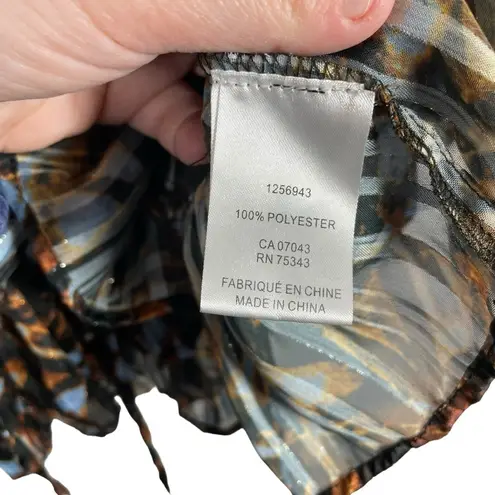 1256943
100% POLYESTER
CA 07043
RN 75343
FABRIQUÉ EN CHINE
MADE IN CHINA